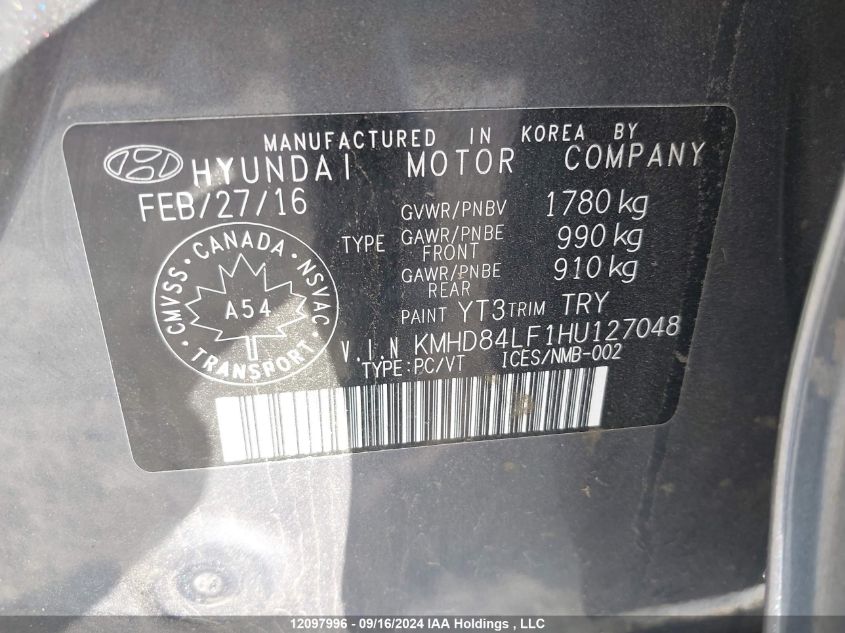 MANUFACTURED IN KOREA BY
HYUNDAI MOTOR COMPANY
FEB/27/16
GVWR/PNBV 1780 kg
TYPE GAWR/PNBE FRONT 990 kg
GAWR/PNBE REAR 910 kg
PAINT YT3 TRIM TRY
V.I.N KMHD84LF1HU127048
TYPE:PC/VT ICES/NMB-002
CMVSS · CANADA · NSVAC
A54
TRANSPORT
12097996 - 09/16/2024 IAA Holdings , LLC